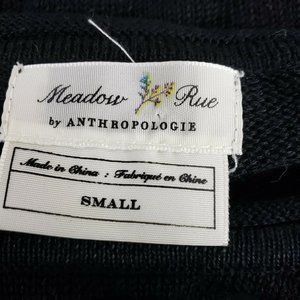 Meadow Rue
by ANTHROPOLOGIE
Made in China : Fabriqué en Chine
SMALL